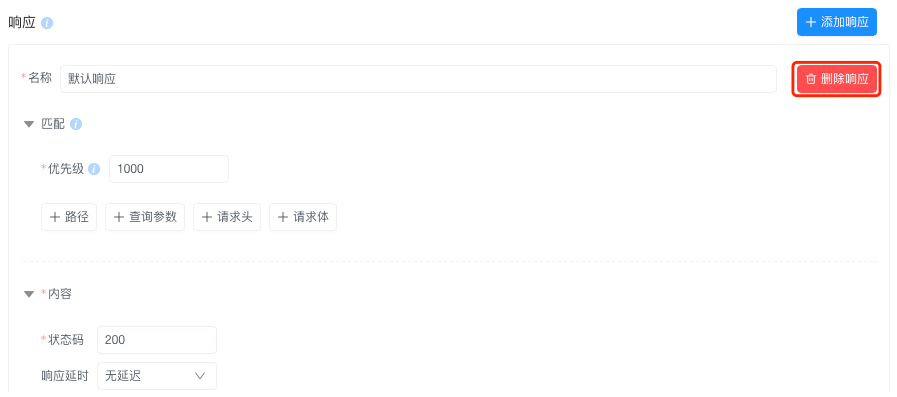 响应 添加响应
*名称 默认响应 删除响应
匹配
*优先级 1000
路径 查询参数 请求头 请求体
*内容
*状态码 200
响应延时 无延迟